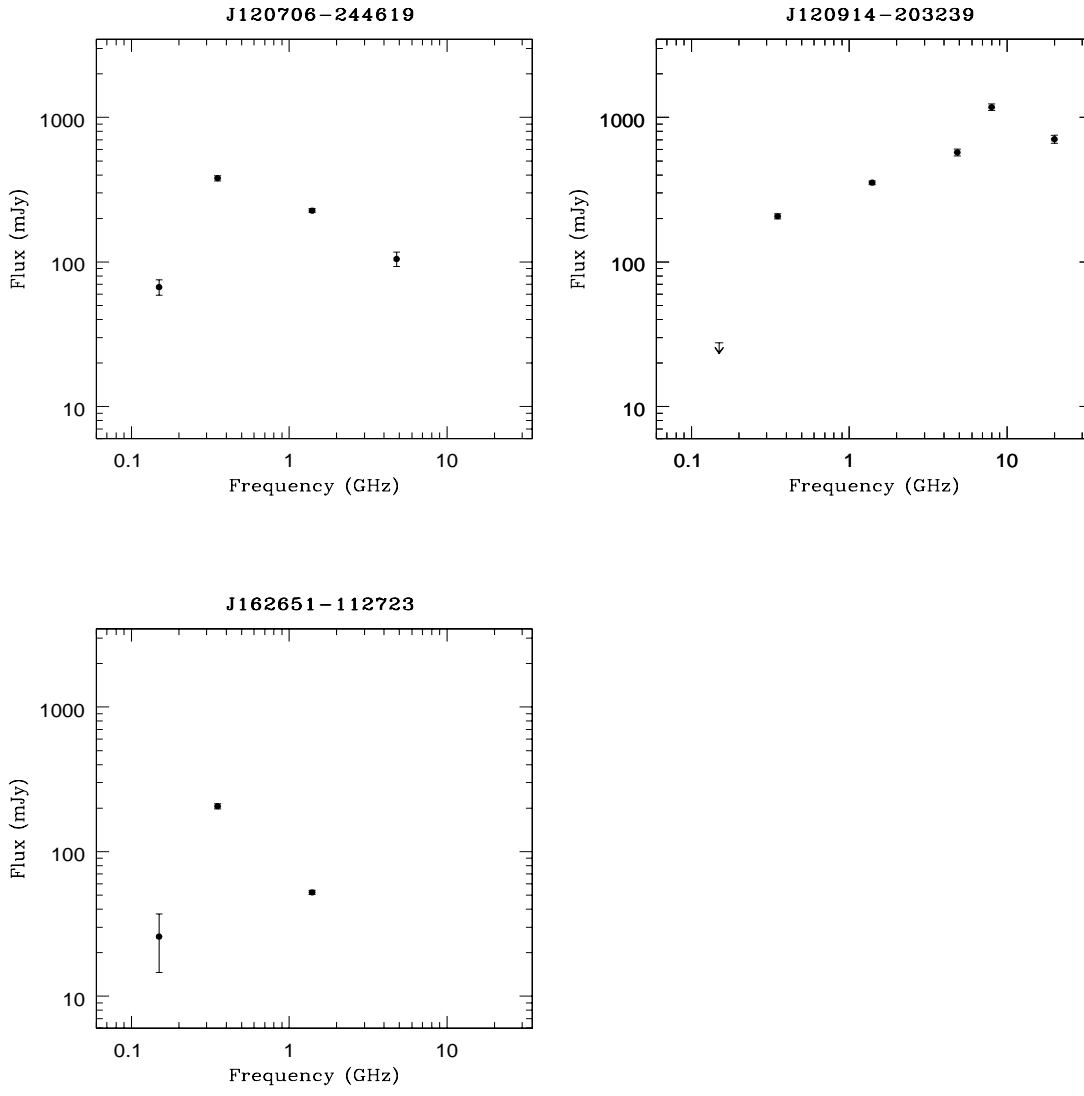 J120706−244619
1000
100
10
Flux (mJy)
0.1 1 10
Frequency (GHz)
J120914−203239
1000
100
10
Flux (mJy)
0.1 1 10
Frequency (GHz)
J162651−112723
1000
100
10
Flux (mJy)
0.1 1 10
Frequency (GHz)